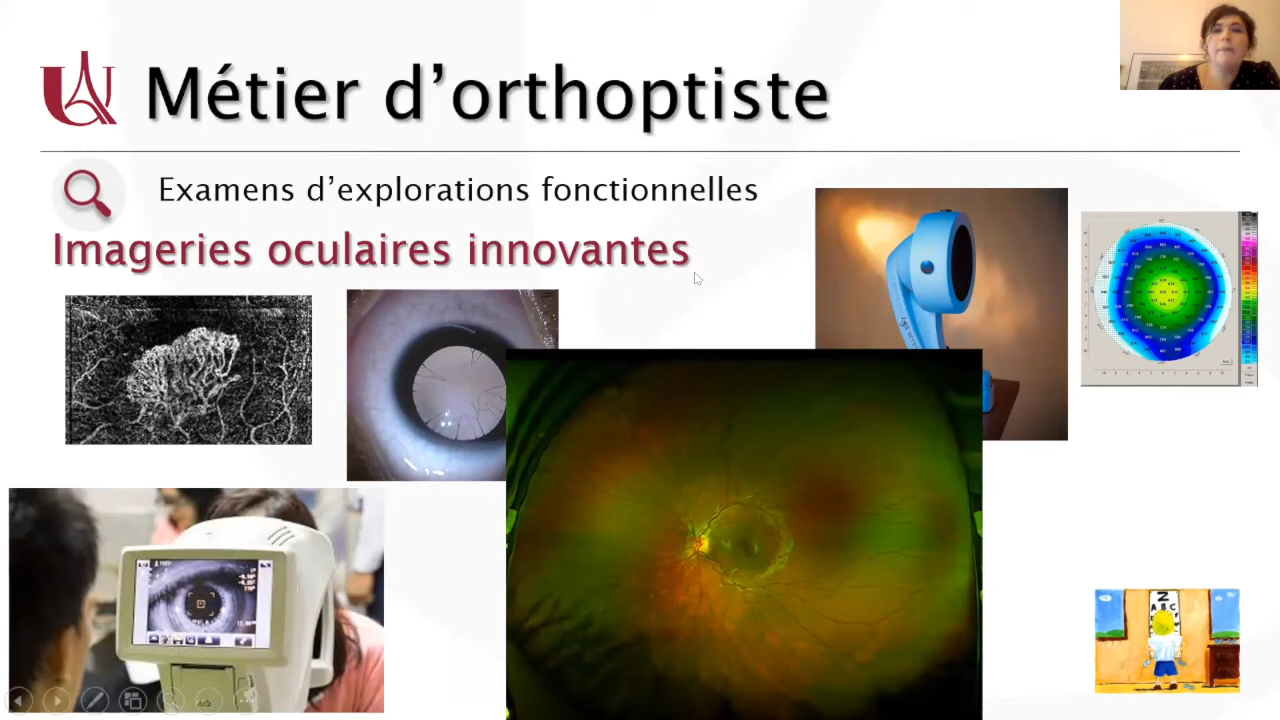 Métier d'orthoptiste
Examens d'explorations fonctionnelles
Imageries oculaires innovantes
Z
A B C